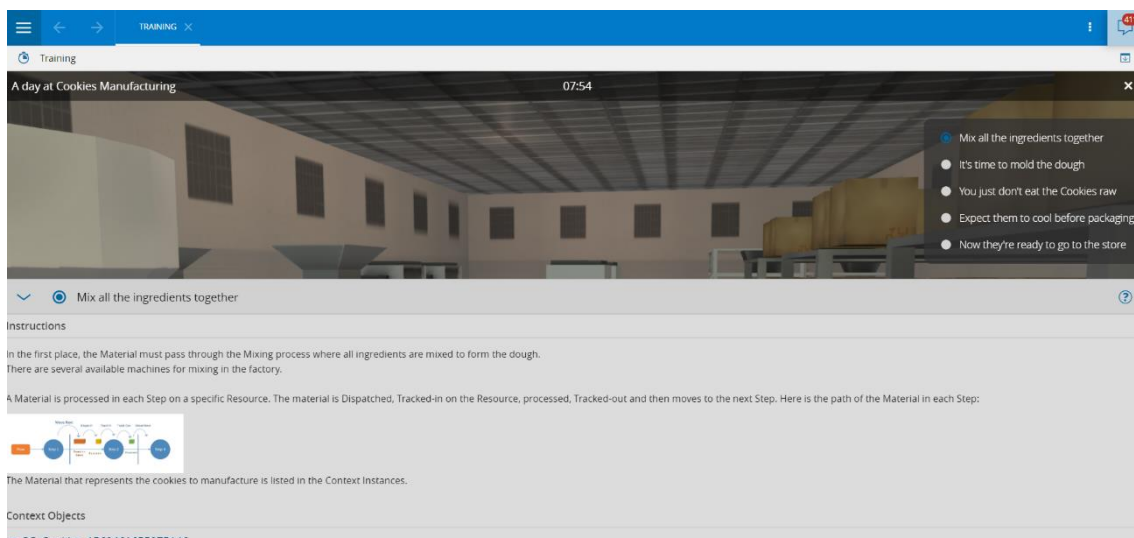 TRAINING
41
Training
A day at Cookies Manufacturing
07:54
Mix all the ingredients together
It's time to mold the dough
You just don't eat the Cookies raw
Expect them to cool before packaging
Now they're ready to go to the store
Mix all the ingredients together
Instructions
In the first place, the Material must pass through the Mixing process where all ingredients are mixed to form the dough.
There are several available machines for mixing in the factory.
A Material is processed in each Step on a specific Resource. The material is Dispatched, Tracked-in on the Resource, processed, Tracked-out and then moves to the next Step. Here is the path of the Material in each Step:
The Material that represents the cookies to manufacture is listed in the Context Instances.
Context Objects